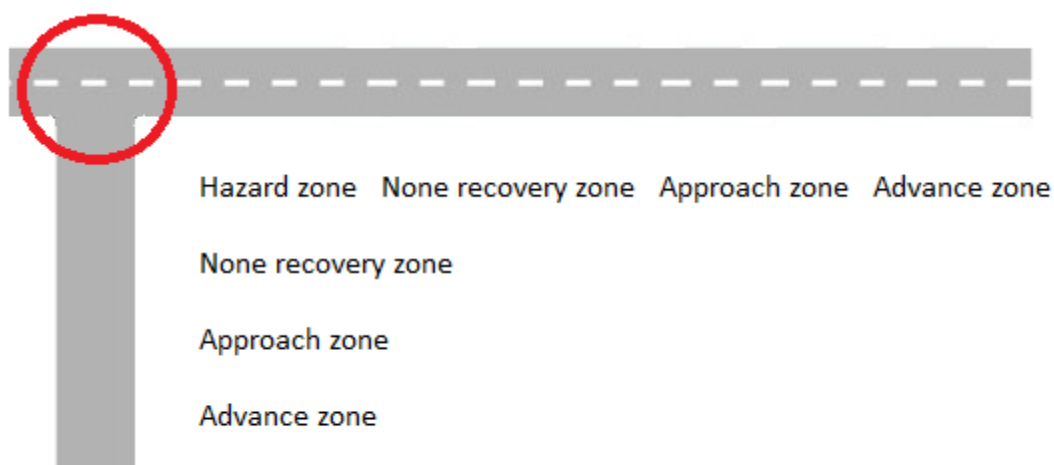 Hazard zone None recovery zone Approach zone Advance zone
None recovery zone
Approach zone
Advance zone